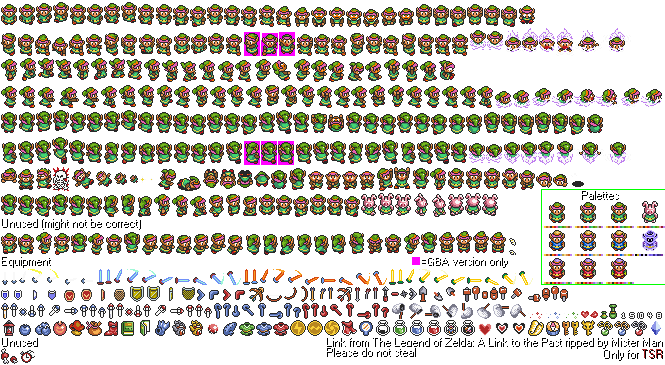 Palettes
Unused (might not be correct)
Equipment
=GBA version only
Unused
Link from The Legend of Zelda: A Link to the Past ripped by Mister Man
Please do not steal
Only for TSR